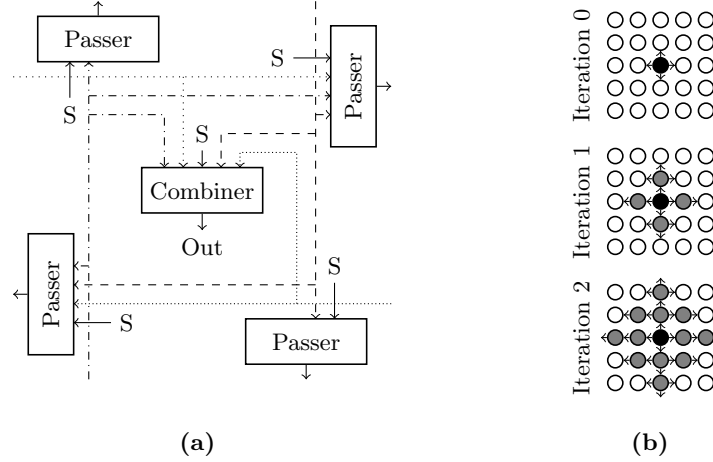 Passer
S
S
Passer
S
Combiner
Out
Passer
S
S
Passer
(a)
Iteration 0
Iteration 1
Iteration 2
(b)